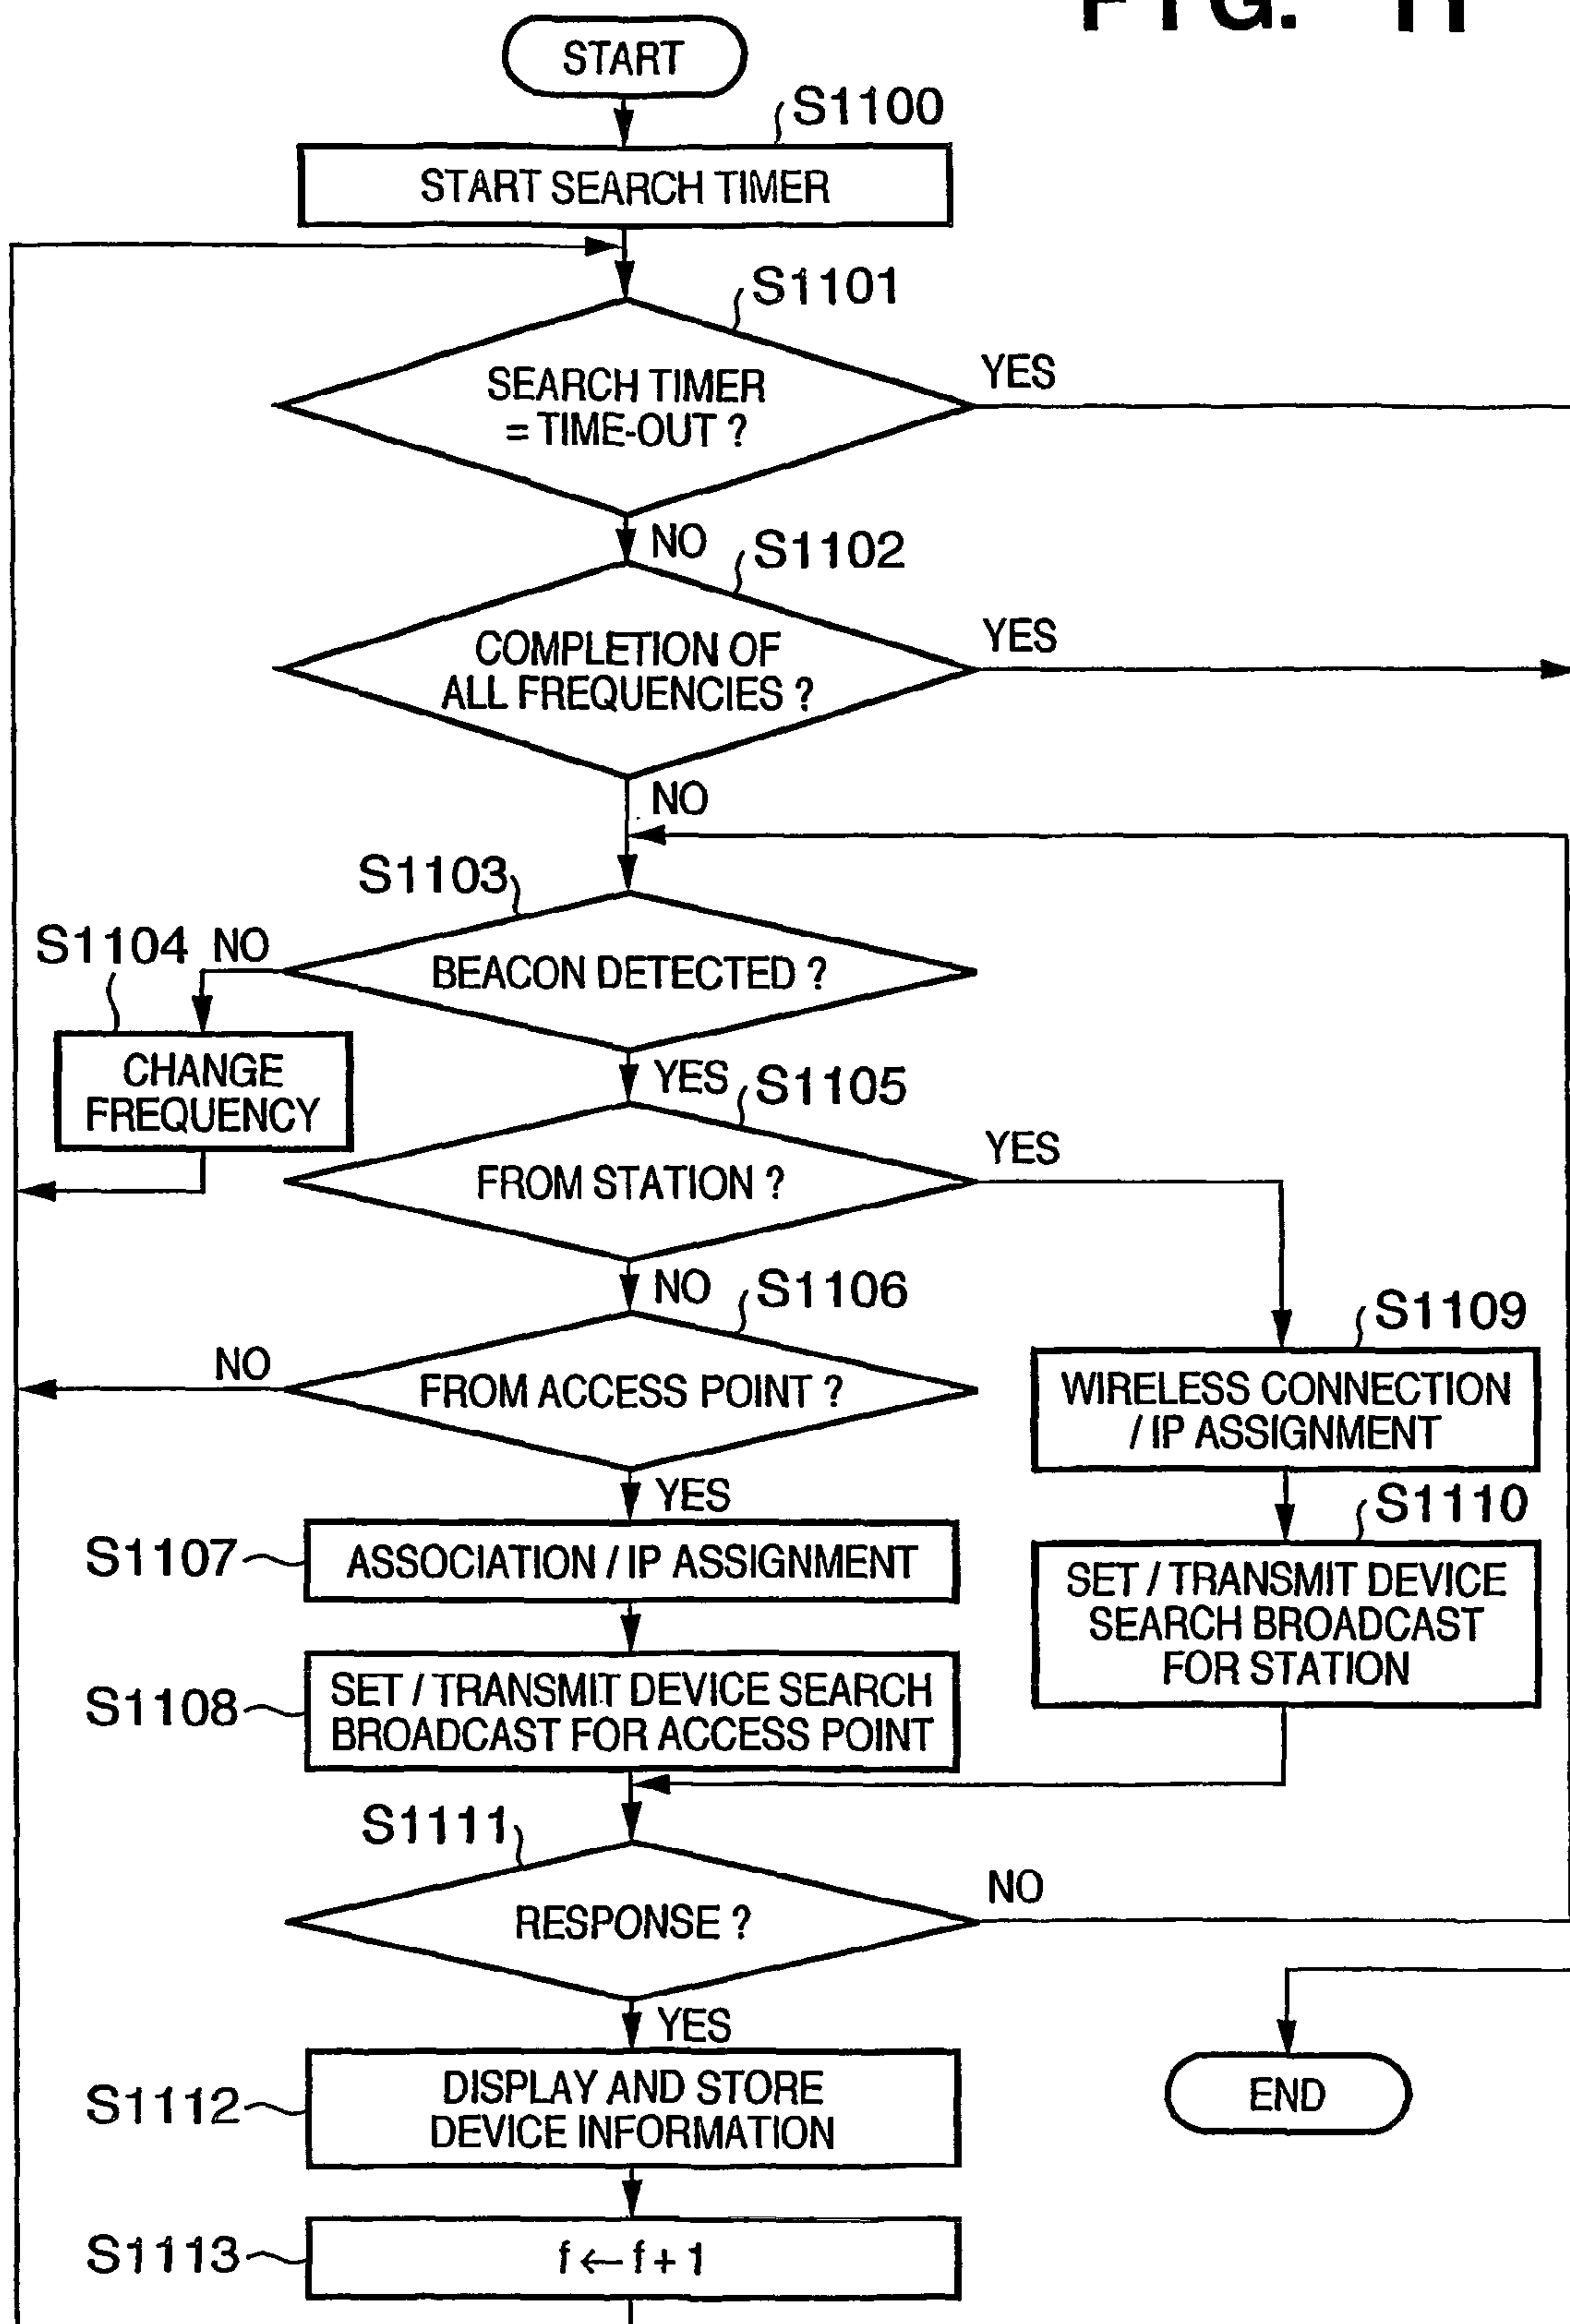 FIG. 11
START
S1100
START SEARCH TIMER
S1101
SEARCH TIMER
= TIME-OUT ?
YES
NO
S1102
COMPLETION OF
ALL FREQUENCIES ?
YES
NO
S1103
BEACON DETECTED ?
S1104
NO
CHANGE
FREQUENCY
YES
S1105
FROM STATION ?
YES
NO
S1106
FROM ACCESS POINT ?
NO
YES
S1109
WIRELESS CONNECTION
/ IP ASSIGNMENT
S1107
ASSOCIATION / IP ASSIGNMENT
S1110
SET / TRANSMIT DEVICE
SEARCH BROADCAST
FOR STATION
S1108
SET / TRANSMIT DEVICE SEARCH
BROADCAST FOR ACCESS POINT
S1111
RESPONSE ?
NO
YES
S1112
DISPLAY AND STORE
DEVICE INFORMATION
END
S1113
f ← f + 1